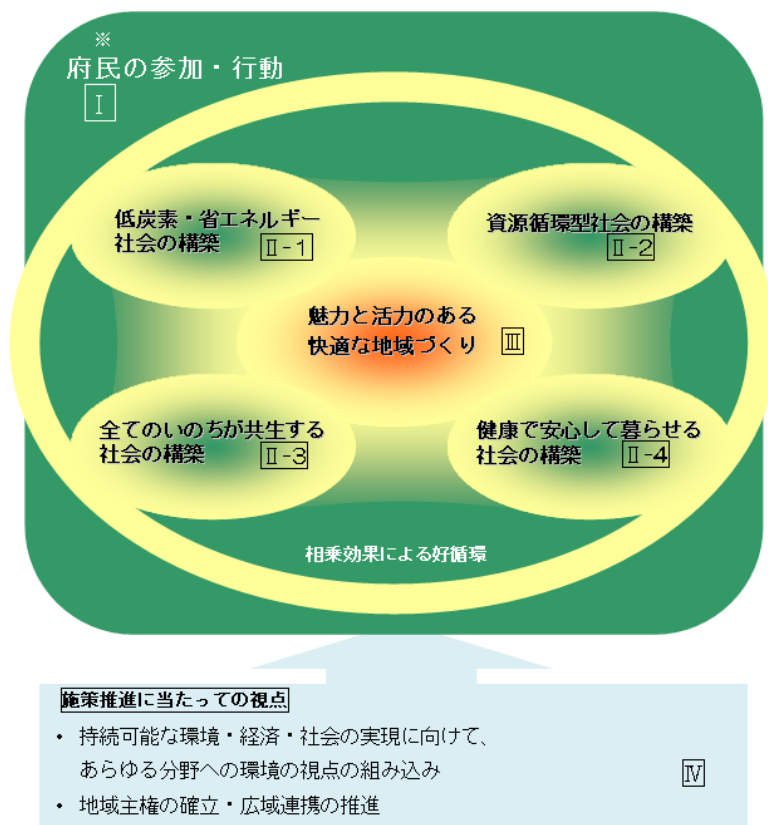 ※
府民の参加・行動
Ⅰ
低炭素・省エネルギー
社会の構築 Ⅱ-1
資源循環型社会の構築
Ⅱ-2
魅力と活力のある
快適な地域づくり Ⅲ
全てのいのちが共生する
社会の構築 Ⅱ-3
健康で安心して暮らせる
社会の構築 Ⅱ-4
相乗効果による好循環
施策推進に当たっての視点
・ 持続可能な環境・経済・社会の実現に向けて、
あらゆる分野への環境の視点の組み込み Ⅳ
・ 地域主権の確立・広域連携の推進